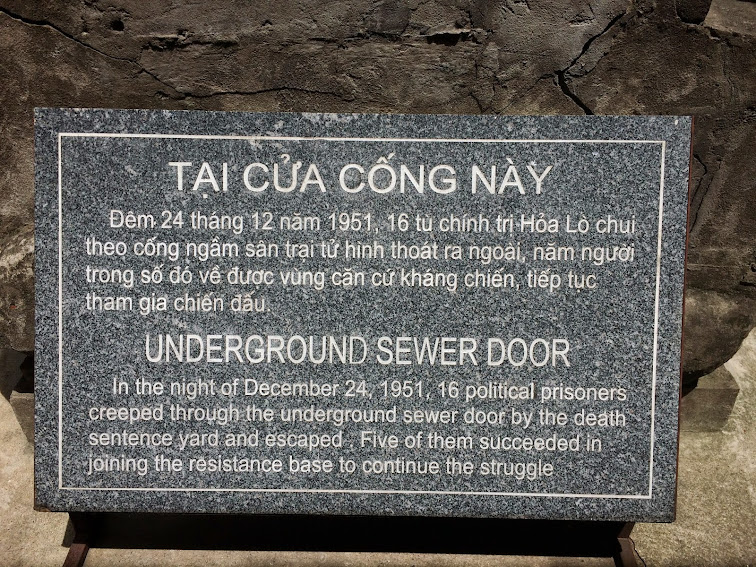 TẠI CỬA CỐNG NÀY
Đêm 24 tháng 12 năm 1951, 16 tù chính trị Hỏa Lò chui
theo cống ngầm sân trại tử hình thoát ra ngoài, năm người
trong số đó về được vùng căn cứ kháng chiến, tiếp tục
tham gia chiến đấu.
UNDERGROUND SEWER DOOR
In the night of December 24, 1951, 16 political prisoners
creeped through the underground sewer door by the death
sentence yard and escaped . Five of them succeeded in
joining the resistance base to continue the struggle